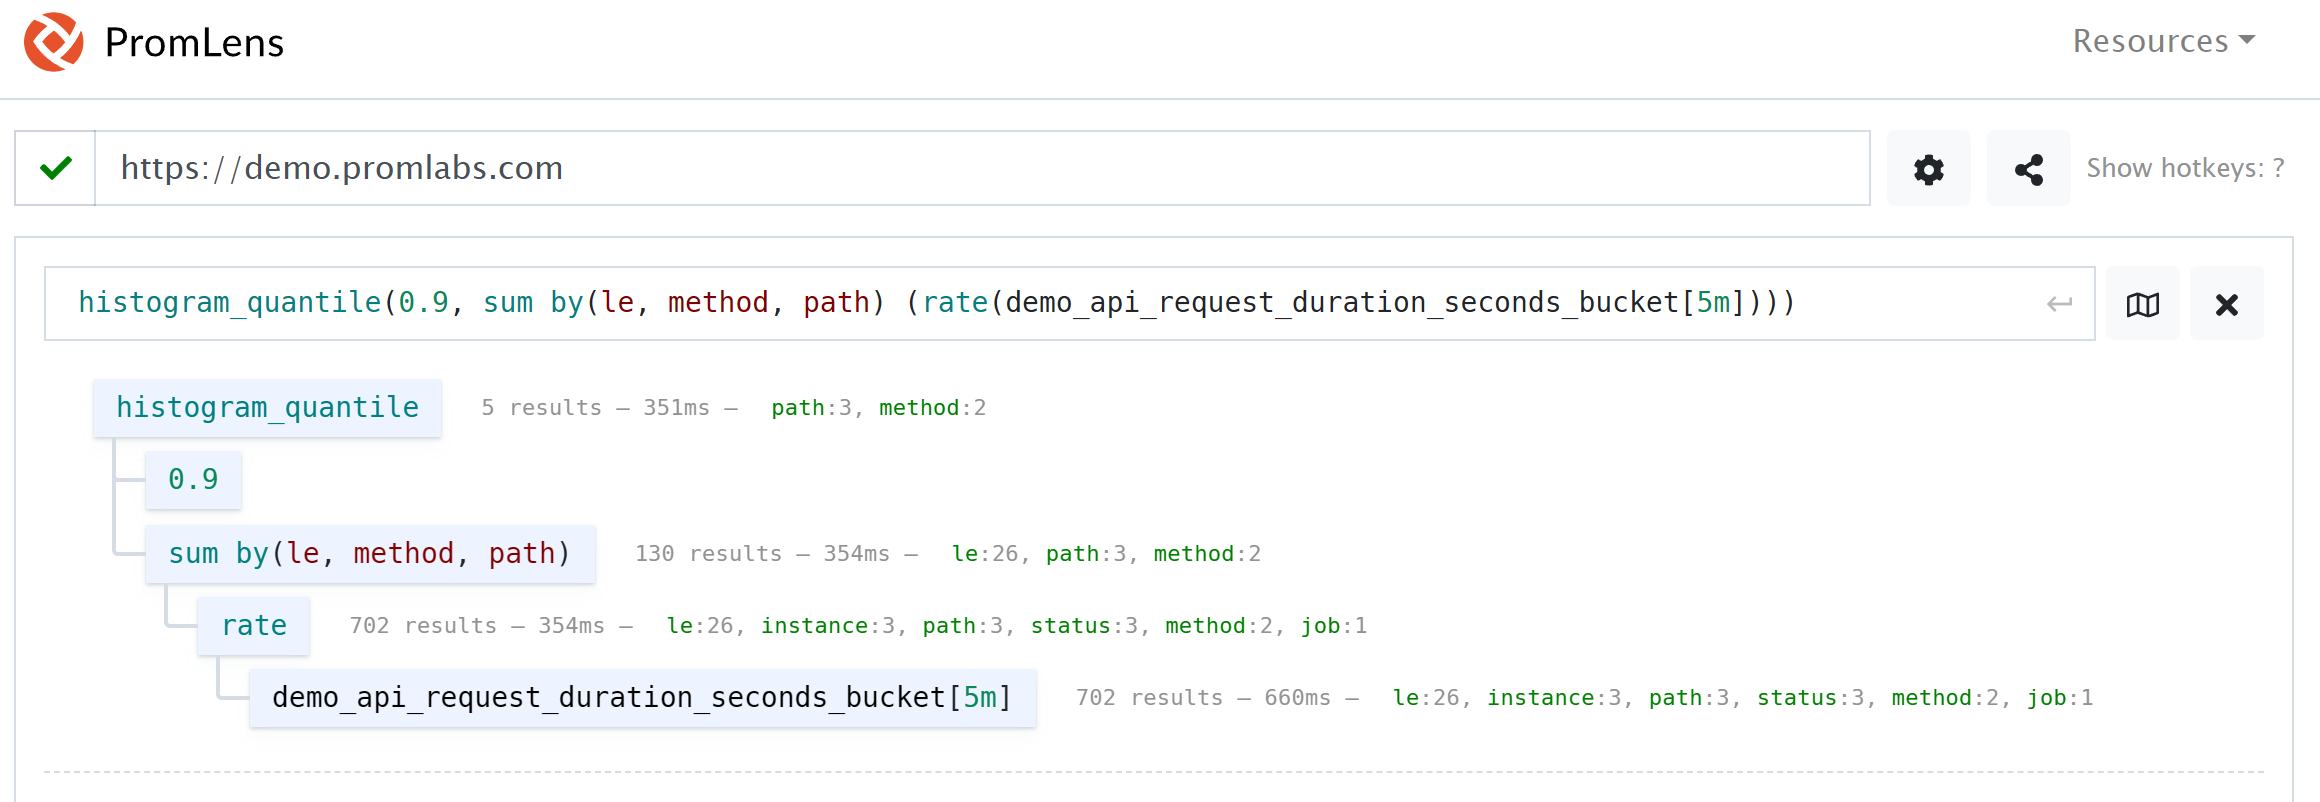 PromLens
Resources
https://demo.promlabs.com
Show hotkeys: ?
histogram_quantile(0.9, sum by(le, method, path) (rate(demo_api_request_duration_seconds_bucket[5m])))
histogram_quantile 5 results – 351ms – path:3, method:2
0.9
sum by(le, method, path) 130 results – 354ms – le:26, path:3, method:2
rate 702 results – 354ms – le:26, instance:3, path:3, status:3, method:2, job:1
demo_api_request_duration_seconds_bucket[5m] 702 results – 660ms – le:26, instance:3, path:3, status:3, method:2, job:1